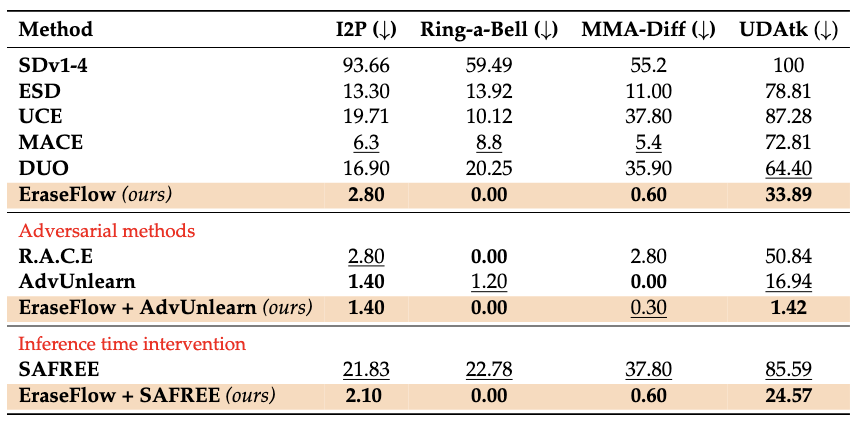 Method I2P (↓) Ring-a-Bell (↓) MMA-Diff (↓) UDAtk (↓)
SDv1-4 93.66 59.49 55.2 100
ESD 13.30 13.92 11.00 78.81
UCE 19.71 10.12 37.80 87.28
MACE 6.3 8.8 5.4 72.81
DUO 16.90 20.25 35.90 64.40
EraseFlow (ours) 2.80 0.00 0.60 33.89
Adversarial methods
R.A.C.E 2.80 0.00 2.80 50.84
AdvUnlearn 1.40 1.20 0.00 16.94
EraseFlow + AdvUnlearn (ours) 1.40 0.00 0.30 1.42
Inference time intervention
SAFREE 21.83 22.78 37.80 85.59
EraseFlow + SAFREE (ours) 2.10 0.00 0.60 24.57